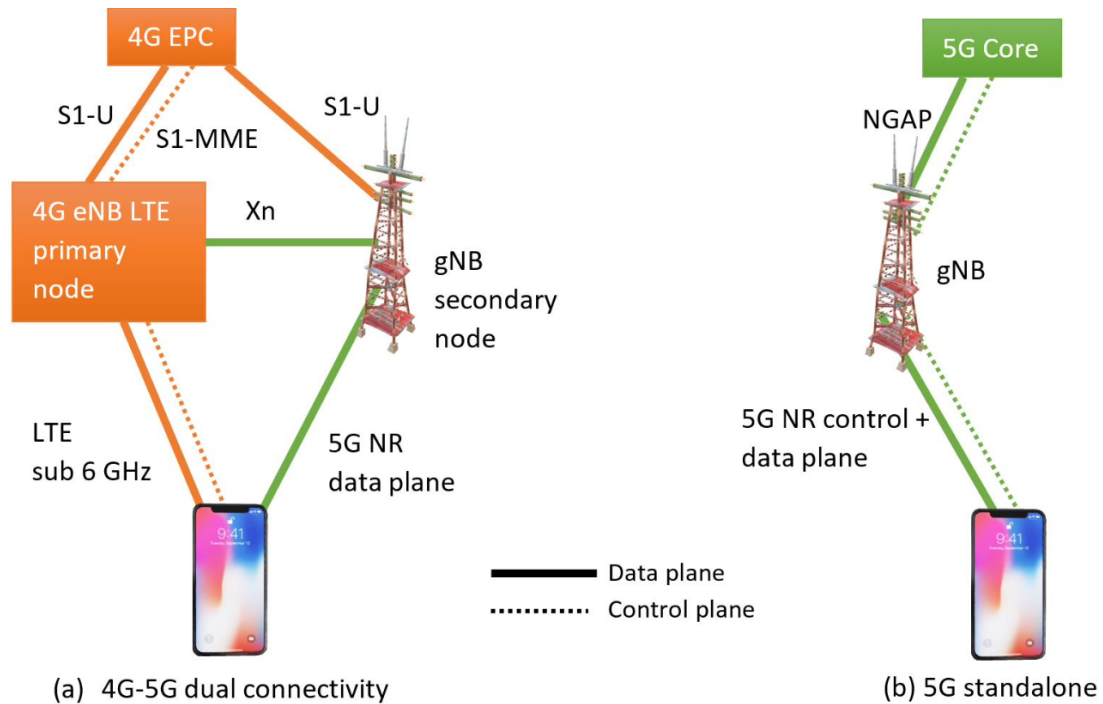 4G EPC
S1-U
S1-MME
S1-U
4G eNB LTE
primary
node
Xn
gNB
secondary
node
LTE
sub 6 GHz
5G NR
data plane
9:41
Data plane
Control plane
(a) 4G-5G dual connectivity
5G Core
NGAP
gNB
5G NR control +
data plane
9:41
(b) 5G standalone